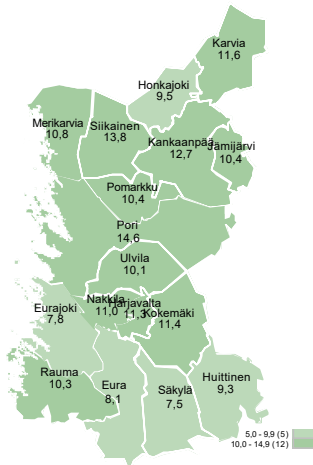 Karvia
11,6
Honkajoki
9,5
Merikarvia
10,8
Siikainen
13,8
Kankaanpää
12,7
Jämijärvi
10,4
Pomarkku
10,4
Pori
14,6
Ulvila
10,1
Eurajoki
7,8
Nakkila
11,0
Harjavalta
11,3
Kokemäki
11,4
Rauma
10,3
Eura
8,1
Säkylä
7,5
Huittinen
9,3
5,0 - 9,9 (5)
10,0 - 14,9 (12)